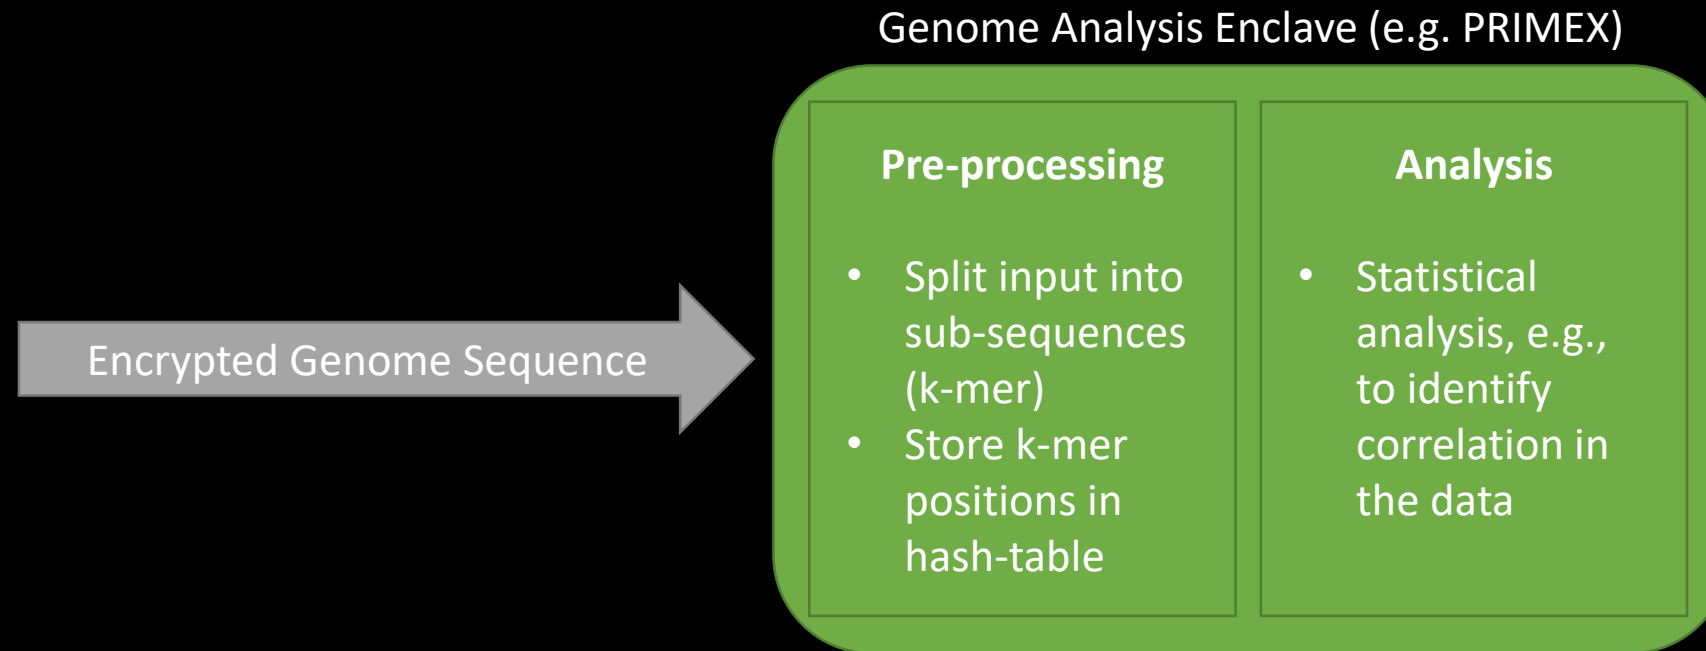 Genome Analysis Enclave (e.g. PRIMEX)
Encrypted Genome Sequence
Pre-processing
• Split input into
sub-sequences
(k-mer)
• Store k-mer
positions in
hash-table
Analysis
• Statistical
analysis, e.g.,
to identify
correlation in
the data